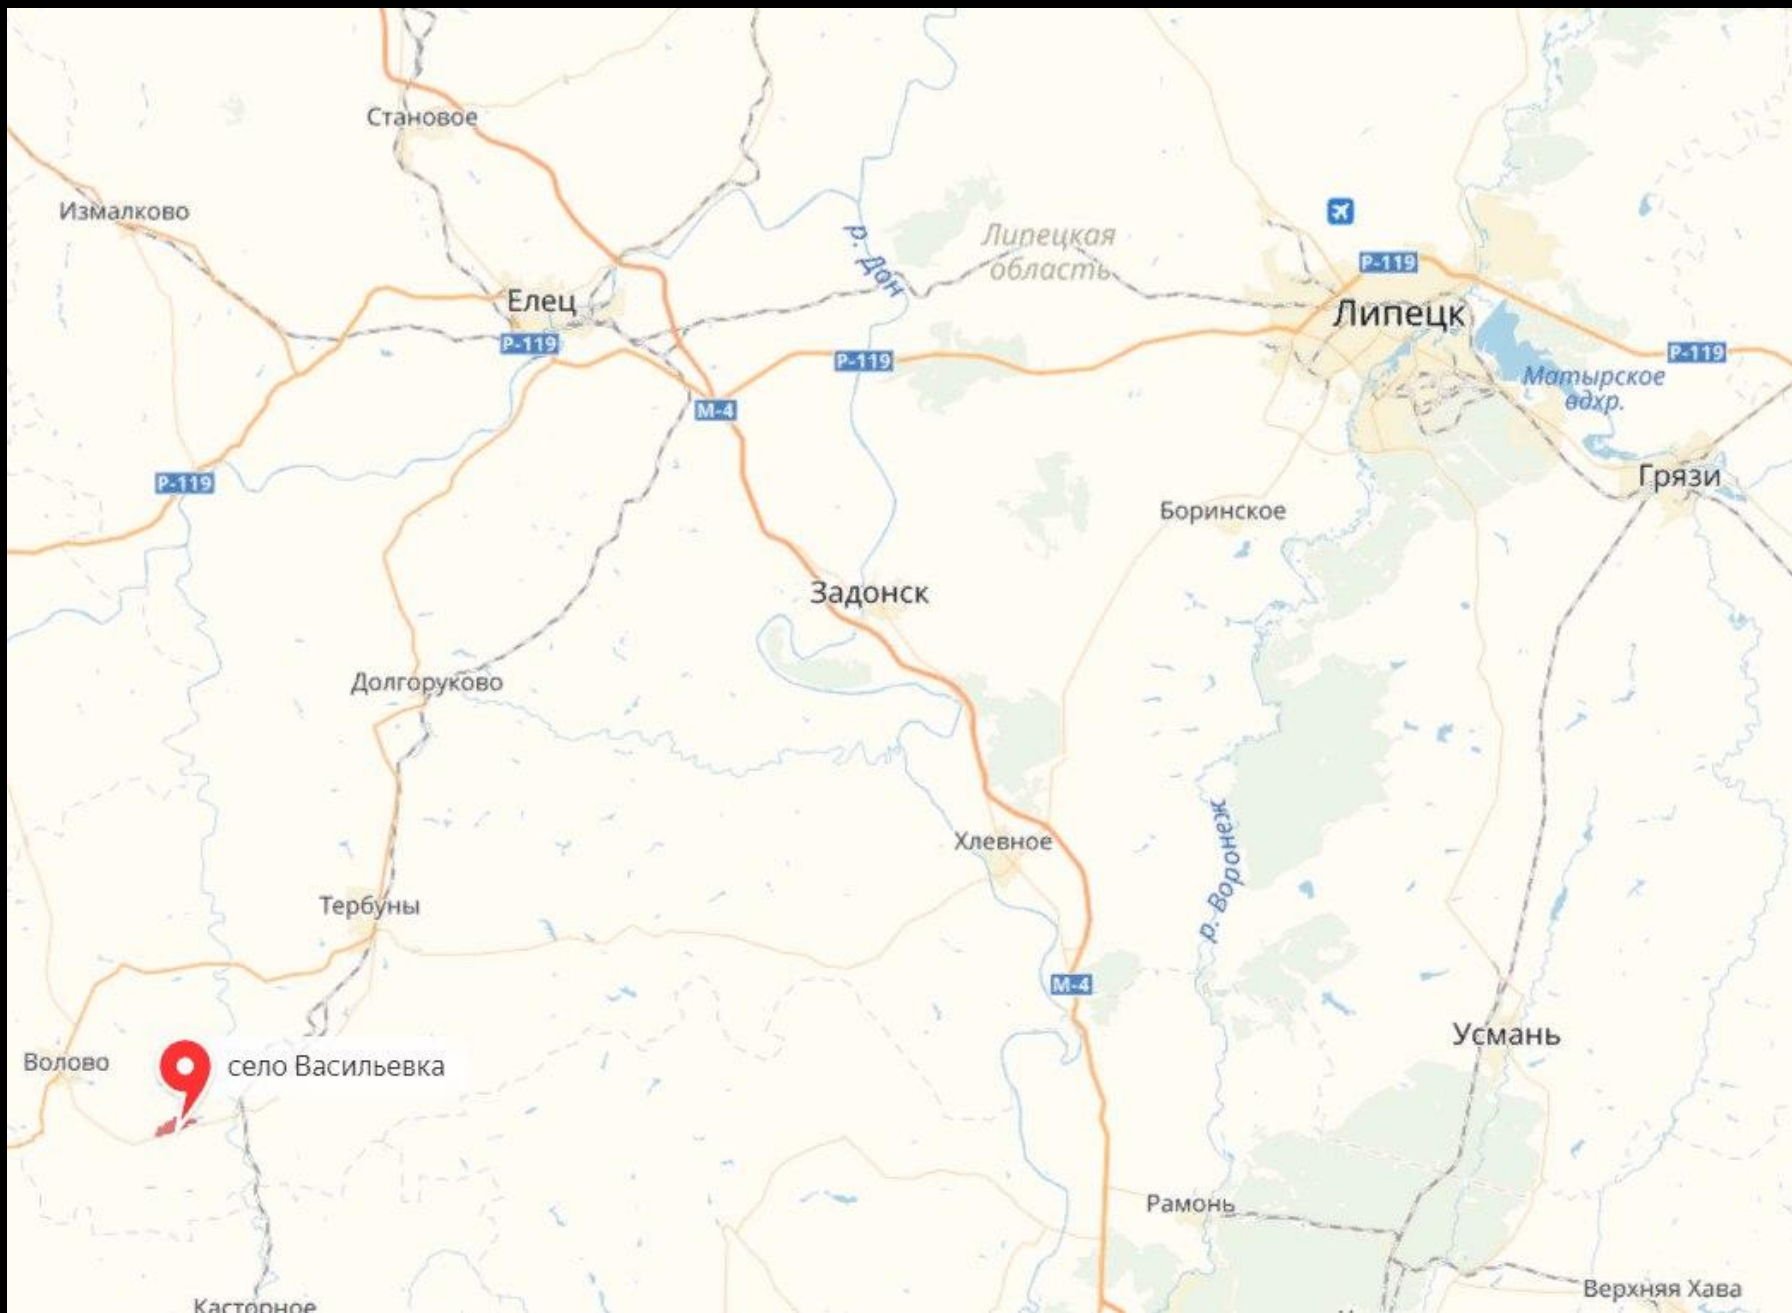 Становое
Измалково
р. Дон
Липецкая
область
Р-119
Елец
Липецк
Р-119
Р-119
Р-119
Матырское
вдхр.
М-4
Р-119
Грязи
Боринское
Задонск
Долгоруково
р. Воронеж
Хлевное
Тербуны
М-4
Усмань
Волово
село Васильевка
Рамонь
Верхняя Хава
Касторное